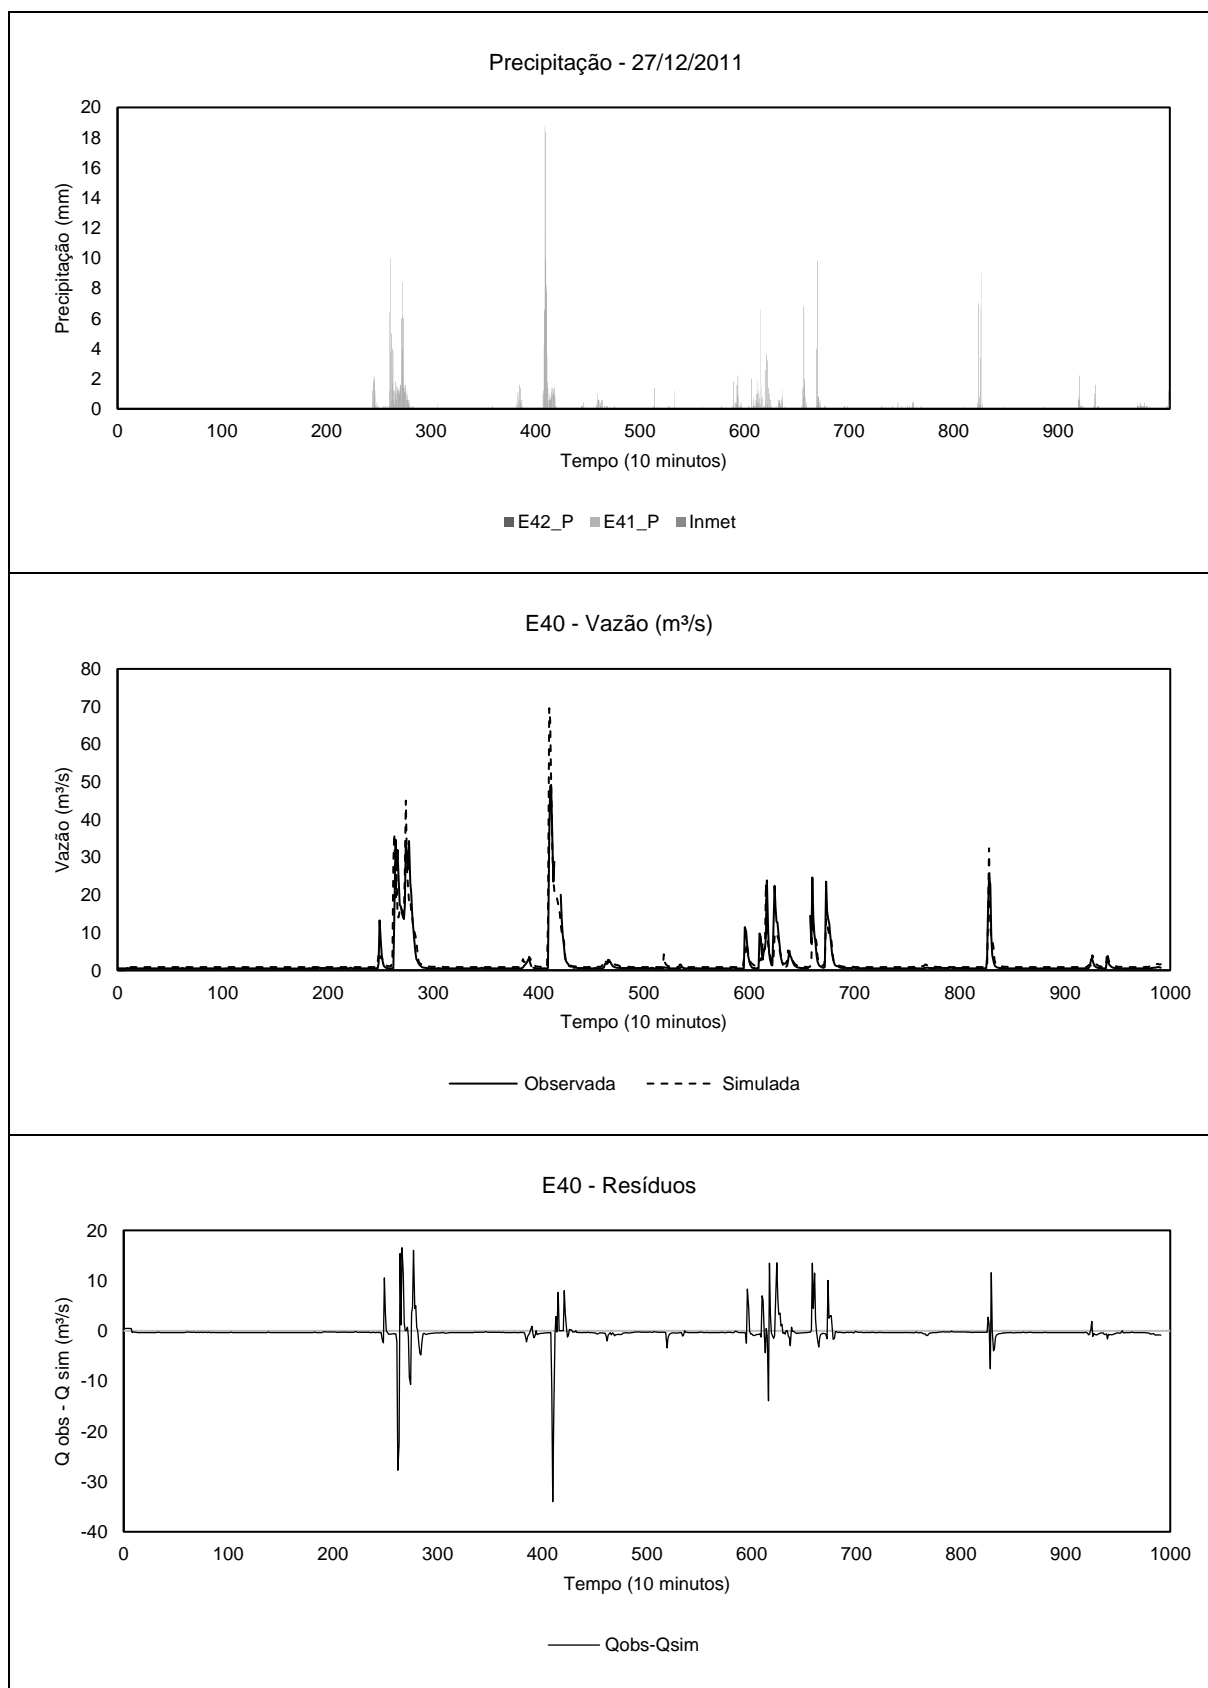 Precipitação - 27/12/2011
20
18
16
14
12
10
8
6
4
2
0
Precipitação (mm)
0 100 200 300 400 500 600 700 800 900
Tempo (10 minutos)
E42_P E41_P Inmet
E40 - Vazão (m³/s)
80
70
60
50
40
30
20
10
0
Vazão (m³/s)
0 100 200 300 400 500 600 700 800 900 1000
Tempo (10 minutos)
Observada Simulada
E40 - Resíduos
20
10
0
-10
-20
-30
-40
Q obs - Q sim (m³/s)
0 100 200 300 400 500 600 700 800 900 1000
Tempo (10 minutos)
Qobs-Qsim